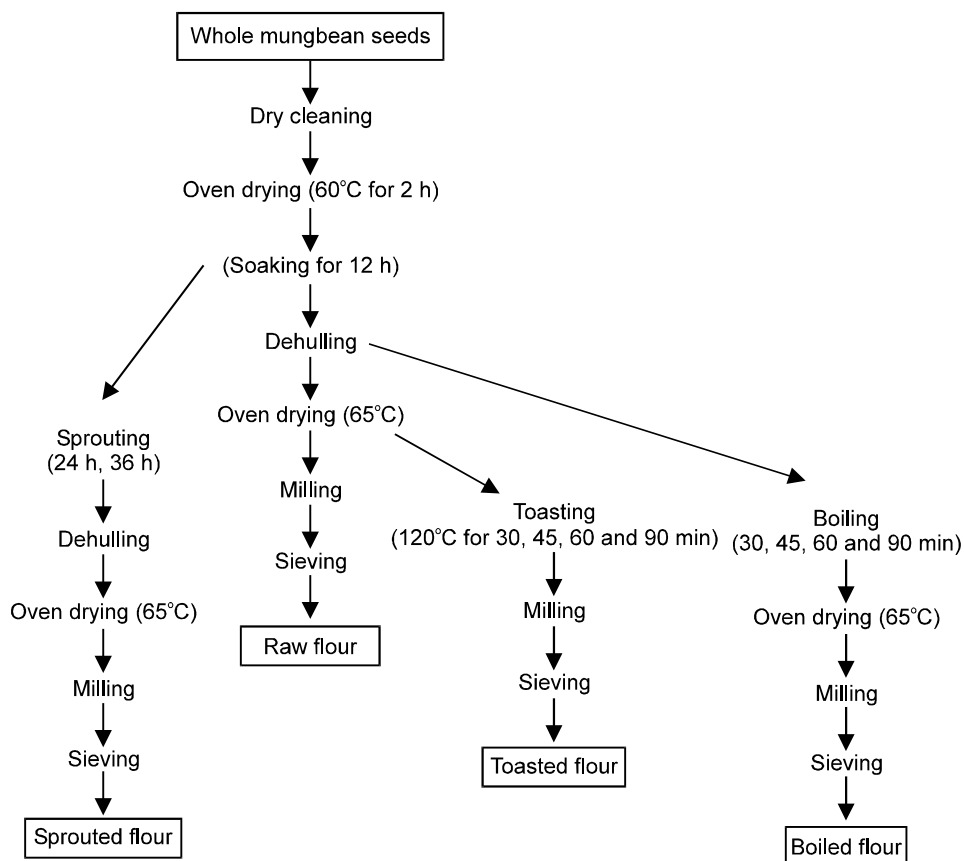 Whole mungbean seeds
Dry cleaning
Oven drying (60°C for 2 h)
(Soaking for 12 h)
Dehulling
Oven drying (65°C)
Milling
Sieving
Raw flour
Sprouting
(24 h, 36 h)
Dehulling
Oven drying (65°C)
Milling
Sieving
Sprouted flour
Toasting
(120°C for 30, 45, 60 and 90 min)
Milling
Sieving
Toasted flour
Boiling
(30, 45, 60 and 90 min)
Oven drying (65°C)
Milling
Sieving
Boiled flour